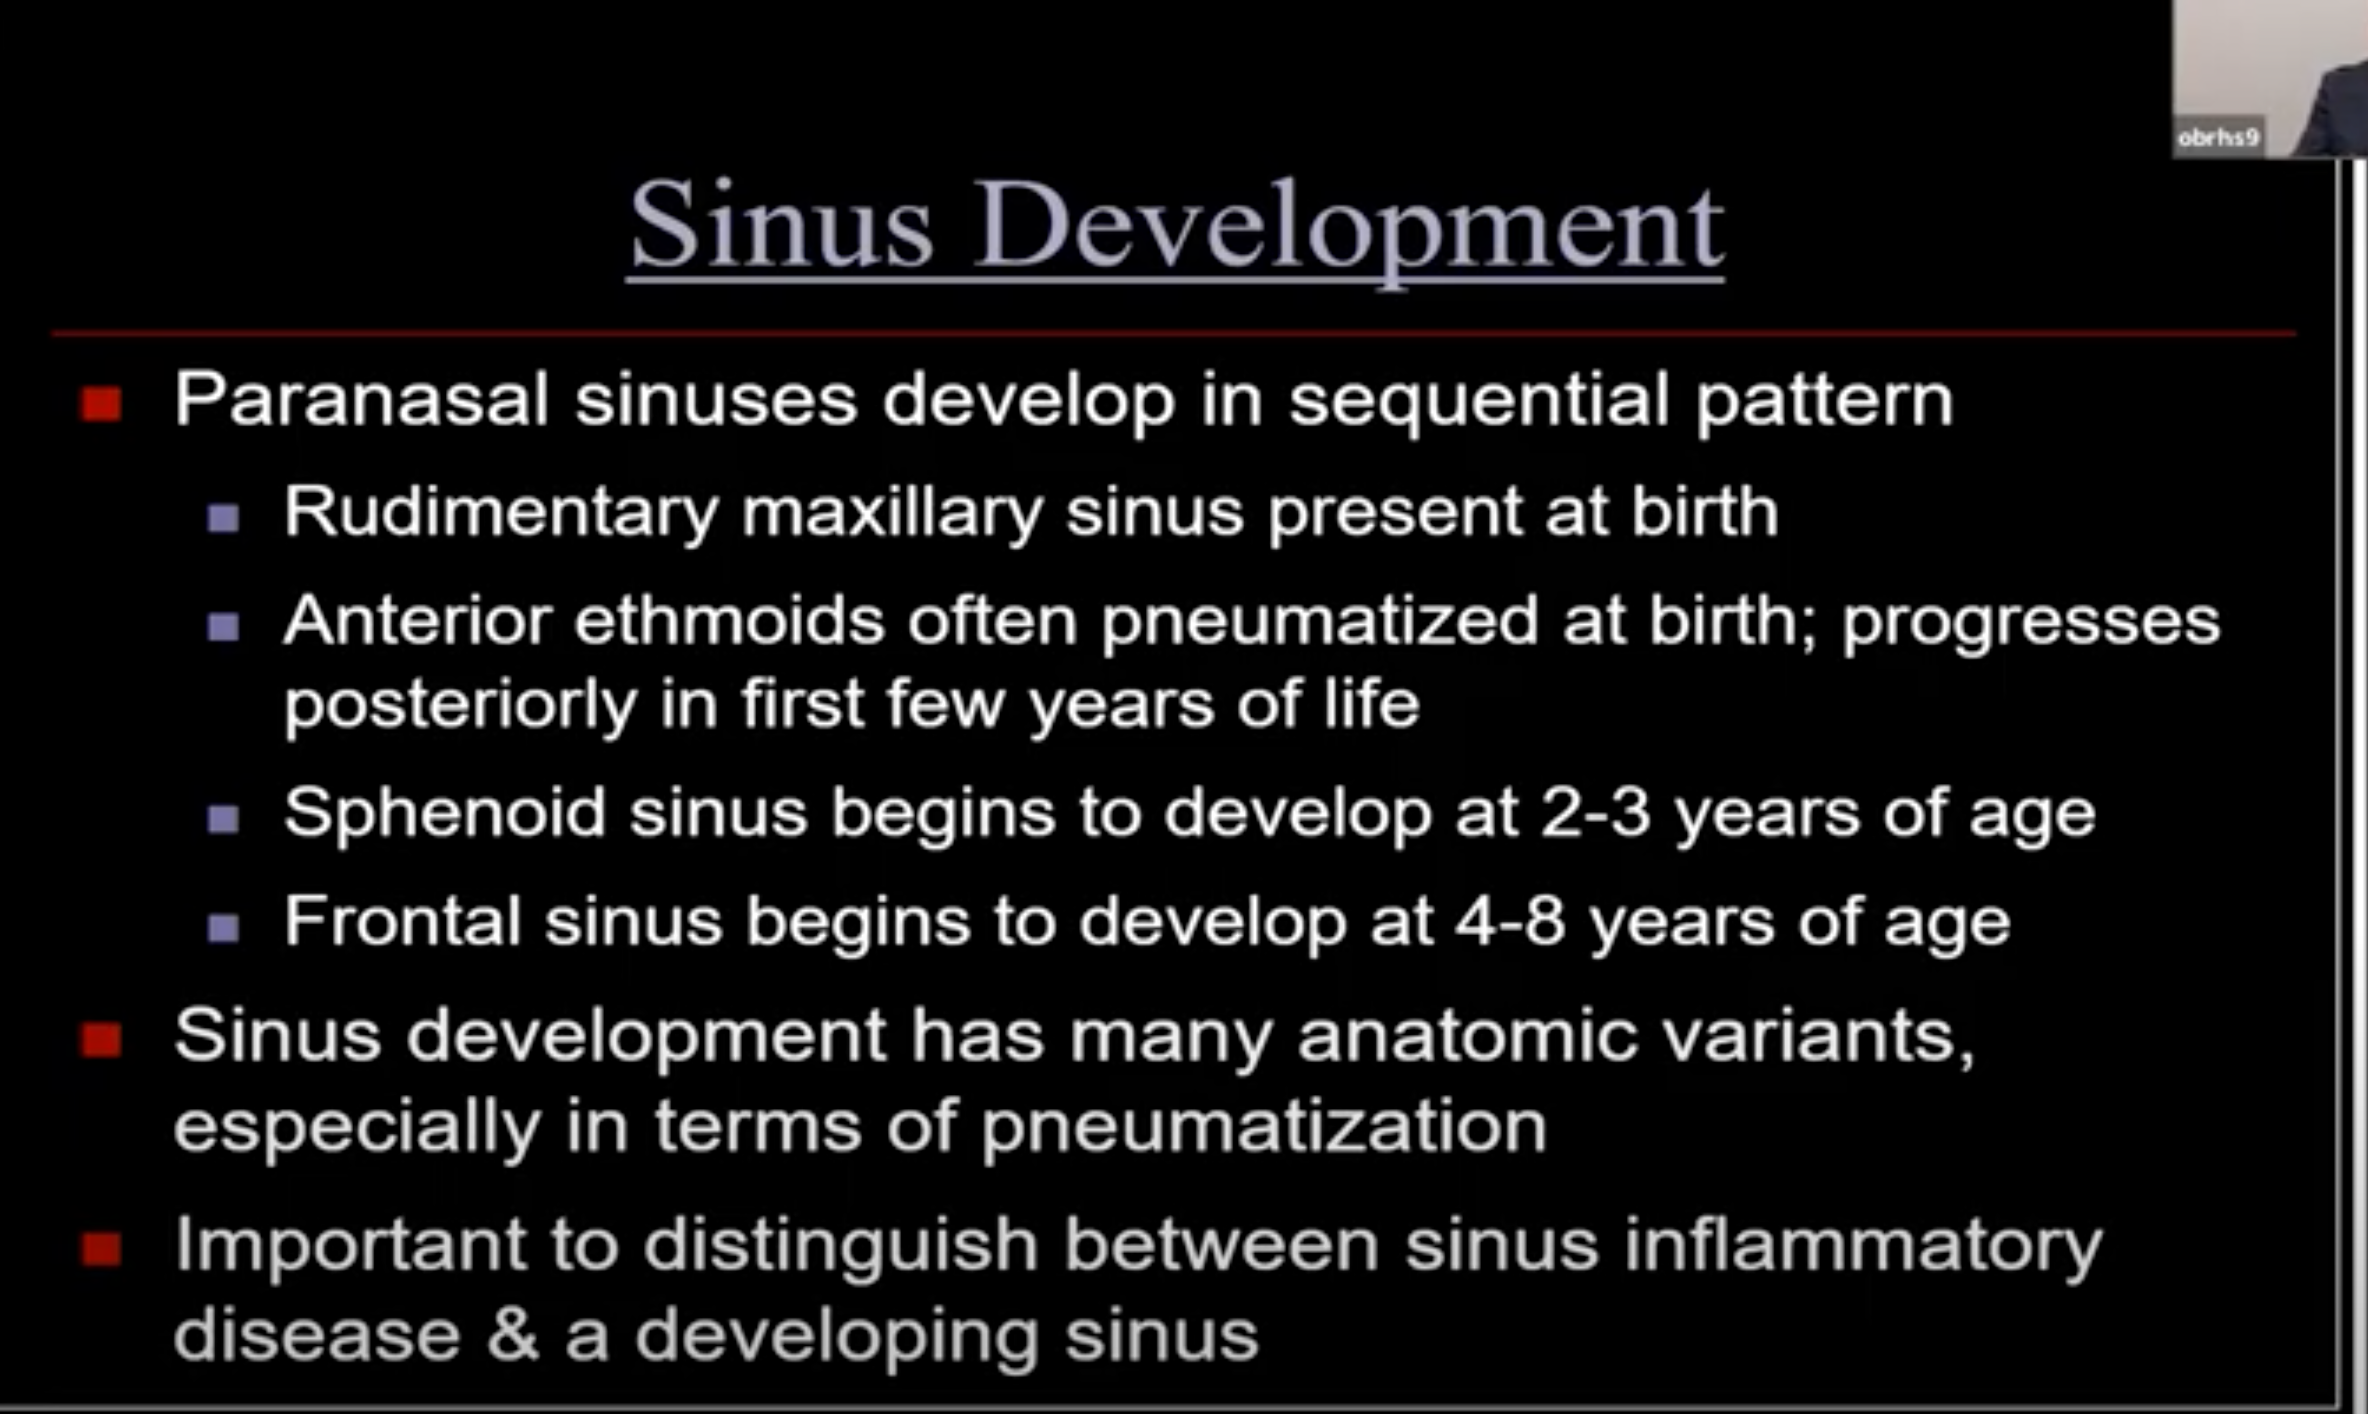 obrhs9
Sinus Development
Paranasal sinuses develop in sequential pattern
Rudimentary maxillary sinus present at birth
Anterior ethmoids often pneumatized at birth; progresses
posteriorly in first few years of life
Sphenoid sinus begins to develop at 2-3 years of age
Frontal sinus begins to develop at 4-8 years of age
Sinus development has many anatomic variants,
especially in terms of pneumatization
Important to distinguish between sinus inflammatory
disease & a developing sinus